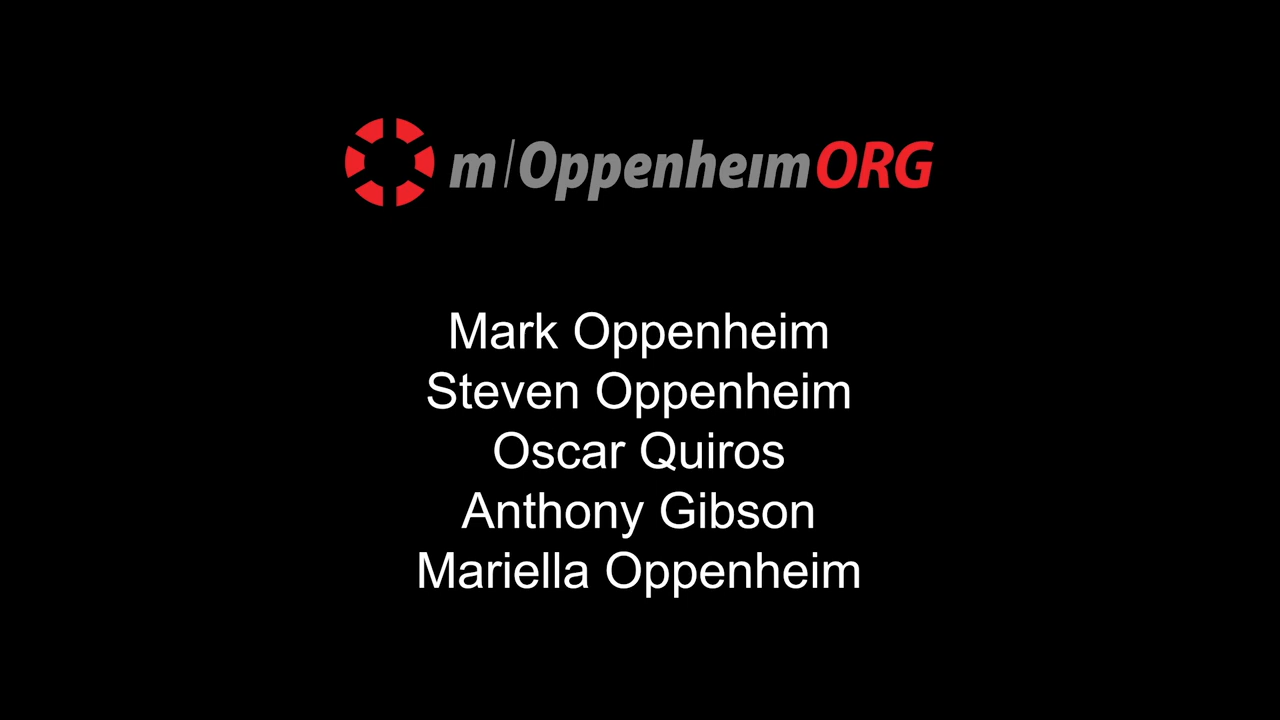 m/OppenheimORG
Mark Oppenheim
Steven Oppenheim
Oscar Quiros
Anthony Gibson
Mariella Oppenheim